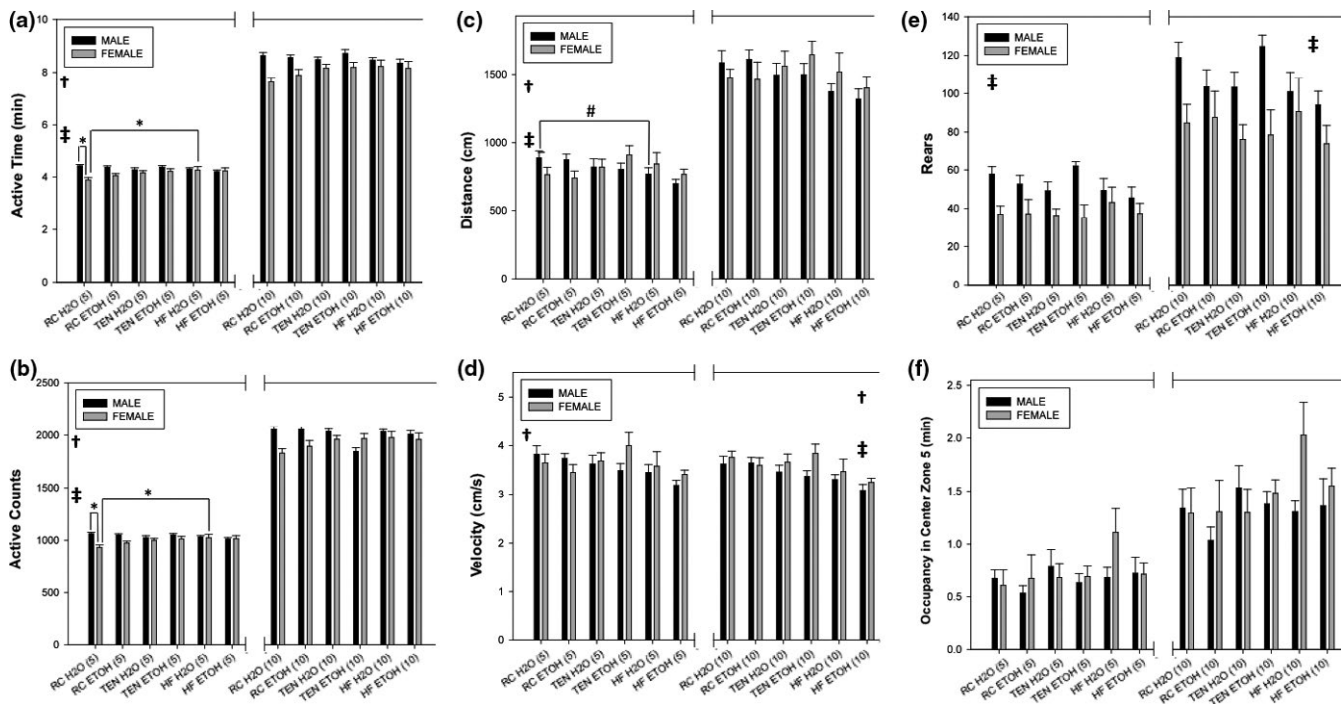 (a)
10
8
6
4
2
0
Active Time (min)
MALE
FEMALE
†
‡
*
*
RC H2O (5)
RC ETOH (5)
TEN H2O (5)
TEN ETOH (5)
HF H2O (5)
HF ETOH (5)
RC H2O (10)
RC ETOH (10)
TEN H2O (10)
TEN ETOH (10)
HF H2O (10)
HF ETOH (10)
(b)
2500
2000
1500
1000
500
0
Active Counts
MALE
FEMALE
†
‡
*
*
RC H2O (5)
RC ETOH (5)
TEN H2O (5)
TEN ETOH (5)
HF H2O (5)
HF ETOH (5)
RC H2O (10)
RC ETOH (10)
TEN H2O (10)
TEN ETOH (10)
HF H2O (10)
HF ETOH (10)
(c)
1500
1000
500
0
Distance (cm)
MALE
FEMALE
†
‡
#
RC H2O (5)
RC ETOH (5)
TEN H2O (5)
TEN ETOH (5)
HF H2O (5)
HF ETOH (5)
RC H2O (10)
RC ETOH (10)
TEN H2O (10)
TEN ETOH (10)
HF H2O (10)
HF ETOH (10)
(d)
5
4
3
2
1
0
Velocity (cm/s)
MALE
FEMALE
†
†
‡
RC H2O (5)
RC ETOH (5)
TEN H2O (5)
TEN ETOH (5)
HF H2O (5)
HF ETOH (5)
RC H2O (10)
RC ETOH (10)
TEN H2O (10)
TEN ETOH (10)
HF H2O (10)
HF ETOH (10)
(e)
140
120
100
80
60
40
20
0
Rears
MALE
FEMALE
‡
‡
RC H2O (5)
RC ETOH (5)
TEN H2O (5)
TEN ETOH (5)
HF H2O (5)
HF ETOH (5)
RC H2O (10)
RC ETOH (10)
TEN H2O (10)
TEN ETOH (10)
HF H2O (10)
HF ETOH (10)
(f)
2.5
2.0
1.5
1.0
0.5
0.0
Occupancy in Center Zone 5 (min)
MALE
FEMALE
RC H2O (5)
RC ETOH (5)
TEN H2O (5)
TEN ETOH (5)
HF H2O (5)
HF ETOH (5)
RC H2O (10)
RC ETOH (10)
TEN H2O (10)
TEN ETOH (10)
HF H2O (10)
HF ETOH (10)